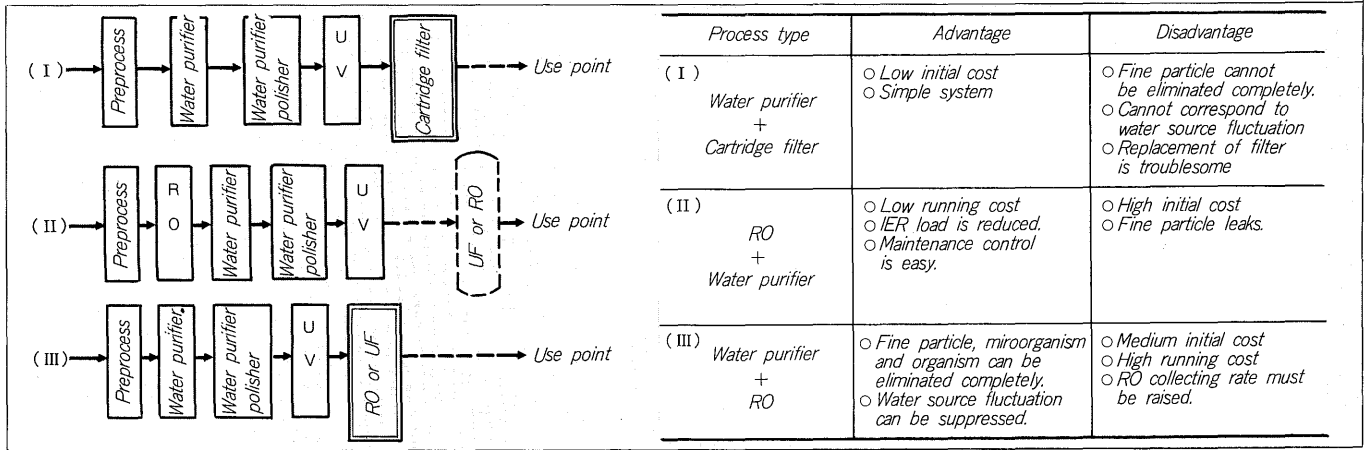 (I)
Preprocess
Water purifier
Water purifier
polisher
U
V
Cartridge filter
Use point
(II)
Preprocess
R
O
Water purifier
Water purifier
polisher
U
V
UF or RO
Use point
(III)
Preprocess
Water purifier.
Water purifier
polisher
U
V
RO or UF
Use point
Process type
Advantage
Disadvantage
(I)
Water purifier
+
Cartridge filter
○ Low initial cost
○ Simple system
○ Fine particle cannot
be eliminated completely.
○ Cannot correspond to
water source fluctuation
○ Replacement of filter
is troublesome
(II)
RO
+
Water purifier
○ Low running cost
○ IER load is reduced.
○ Maintenance control
is easy.
○ High initial cost
○ Fine particle leaks.
(III)
Water purifier
+
RO
○ Fine particle, miroorganism
and organism can be
eliminated completely.
○ Water source fluctuation
can be suppressed.
○ Medium initial cost
○ High running cost
○ RO collecting rate must
be raised.